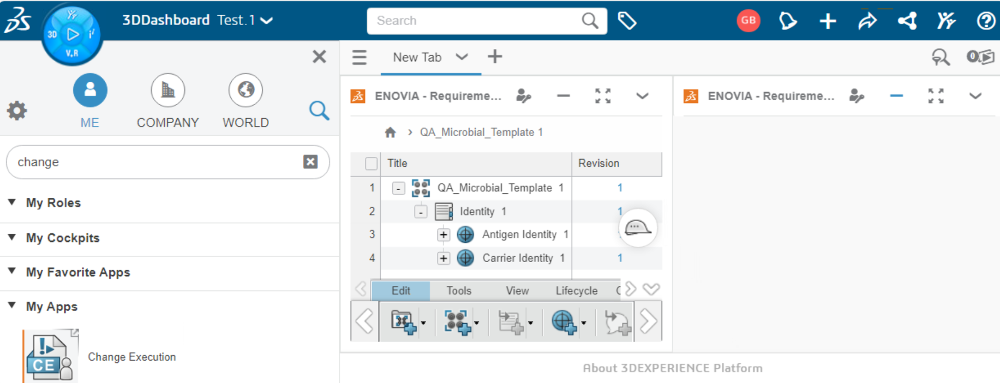 3DDashboard Test.1
Search
GB
3D
V.R
New Tab
0
ME
COMPANY
WORLD
change
My Roles
My Cockpits
My Favorite Apps
My Apps
CE
Change Execution
ENOVIA - Requireme...
QA_Microbial_Template 1
Title Revision
1 - QA_Microbial_Template 1 1
2 - Identity 1 1
3 + Antigen Identity 1
4 + Carrier Identity 1 1
Edit Tools View Lifecycle
ENOVIA - Requireme...
About 3DEXPERIENCE Platform